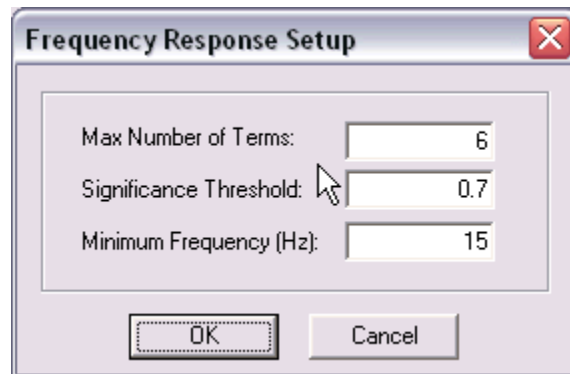 Frequency Response Setup
Max Number of Terms: 6
Significance Threshold: 0.7
Minimum Frequency (Hz): 15
OK Cancel